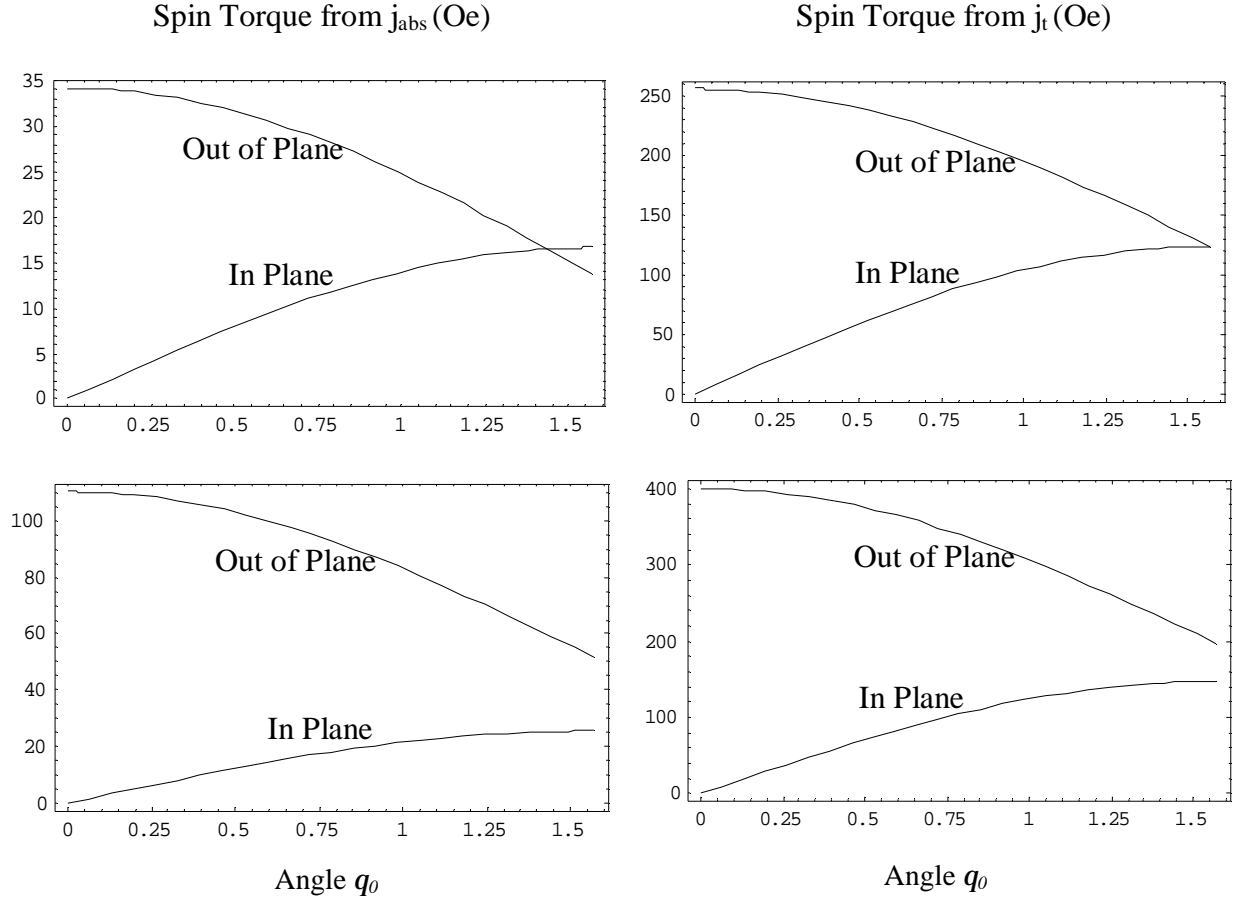 Spin Torque from jabs (Oe)
Spin Torque from jt (Oe)
35
30
25
20
15
10
5
0
Out of Plane
In Plane
0 0.25 0.5 0.75 1 1.25 1.5
250
200
150
100
50
0
Out of Plane
In Plane
0 0.25 0.5 0.75 1 1.25 1.5
100
80
60
40
20
0
Out of Plane
In Plane
0 0.25 0.5 0.75 1 1.25 1.5
400
300
200
100
0
Out of Plane
In Plane
0 0.25 0.5 0.75 1 1.25 1.5
Angle q0
Angle q0